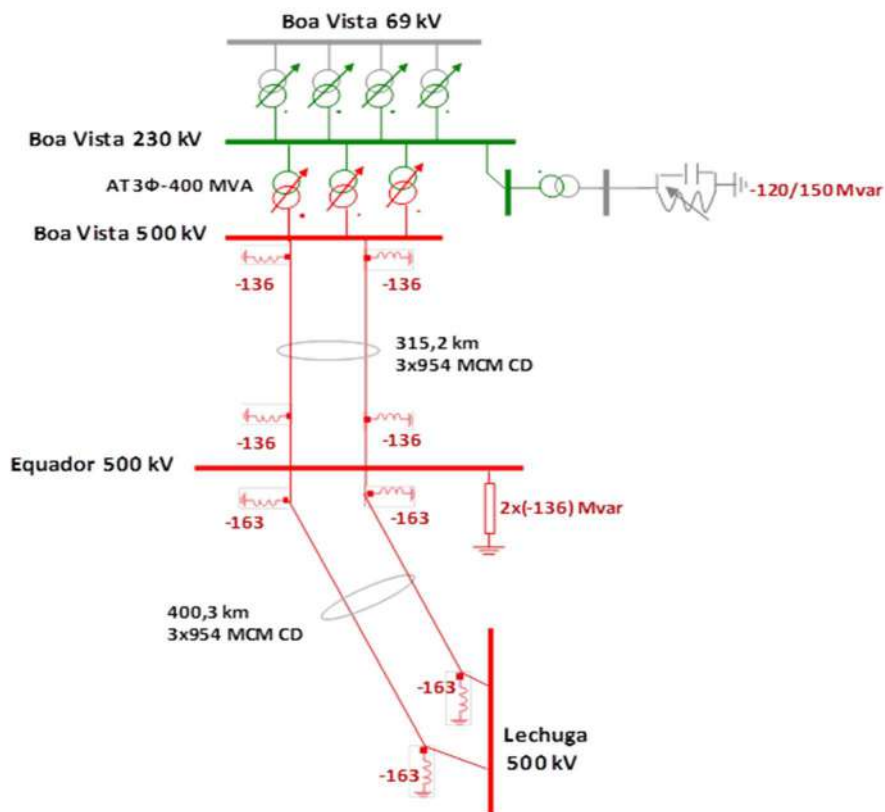 Boa Vista 69 kV
Boa Vista 230 kV
AT3Φ-400 MVA
-120/150 Mvar
Boa Vista 500 kV
-136
-136
315,2 km
3x954 MCM CD
-136
-136
Equador 500 kV
-163
-163
2x(-136) Mvar
400,3 km
3x954 MCM CD
-163
Lechuga
500 kV
-163